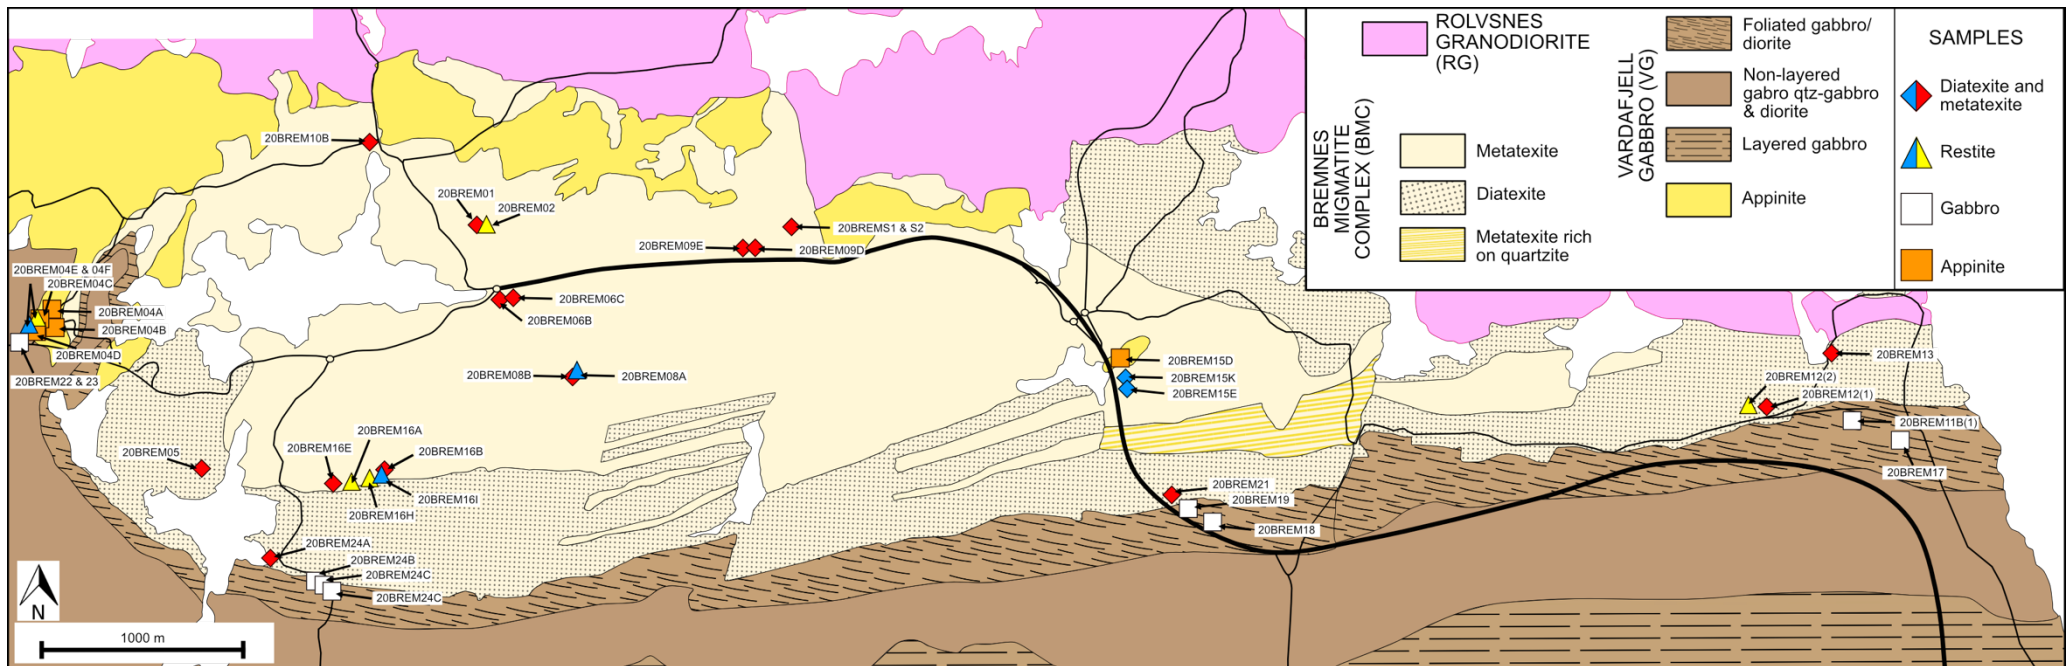 ROLVSNES
GRANODIORITE
(RG)
BREMNES
MIGMATITE
COMPLEX (BMC)
Metatexite
Diatexite
Metatexite rich
on quartzite
VARDAFJELL
GABBRO (VG)
Foliated gabbro/
diorite
Non-layered
gabro qtz-gabbro
& diorite
Layered gabbro
Appinite
SAMPLES
Diatexite and
metatexite
Restite
Gabbro
Appinite
20BREM10B
20BREM01
20BREM02
20BREM09E
20BREMS1 & S2
20BREM09D
20BREM04E & 04F
20BREM04C
20BREM04A
20BREM04B
20BREM04D
20BREM22 & 23
20BREM06C
20BREM06B
20BREM08B
20BREM08A
20BREM15D
20BREM15K
20BREM15E
20BREM13
20BREM12(2)
20BREM12(1)
20BREM11B(1)
20BREM17
20BREM05
20BREM16E
20BREM16A
20BREM16B
20BREM16I
20BREM16H
20BREM21
20BREM19
20BREM18
20BREM24A
20BREM24B
20BREM24C
20BREM24C
N
1000 m